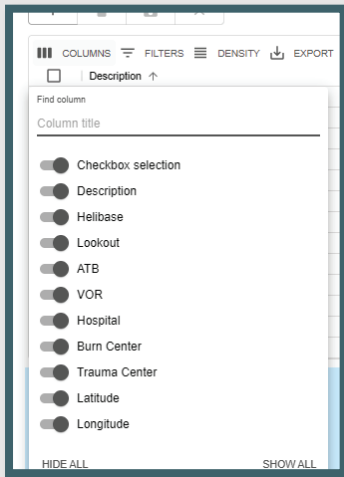 COLUMNS FILTERS DENSITY EXPORT
Description
Find column
Column title
Checkbox selection
Description
Helibase
Lookout
ATB
VOR
Hospital
Burn Center
Trauma Center
Latitude
Longitude
HIDE ALL SHOW ALL